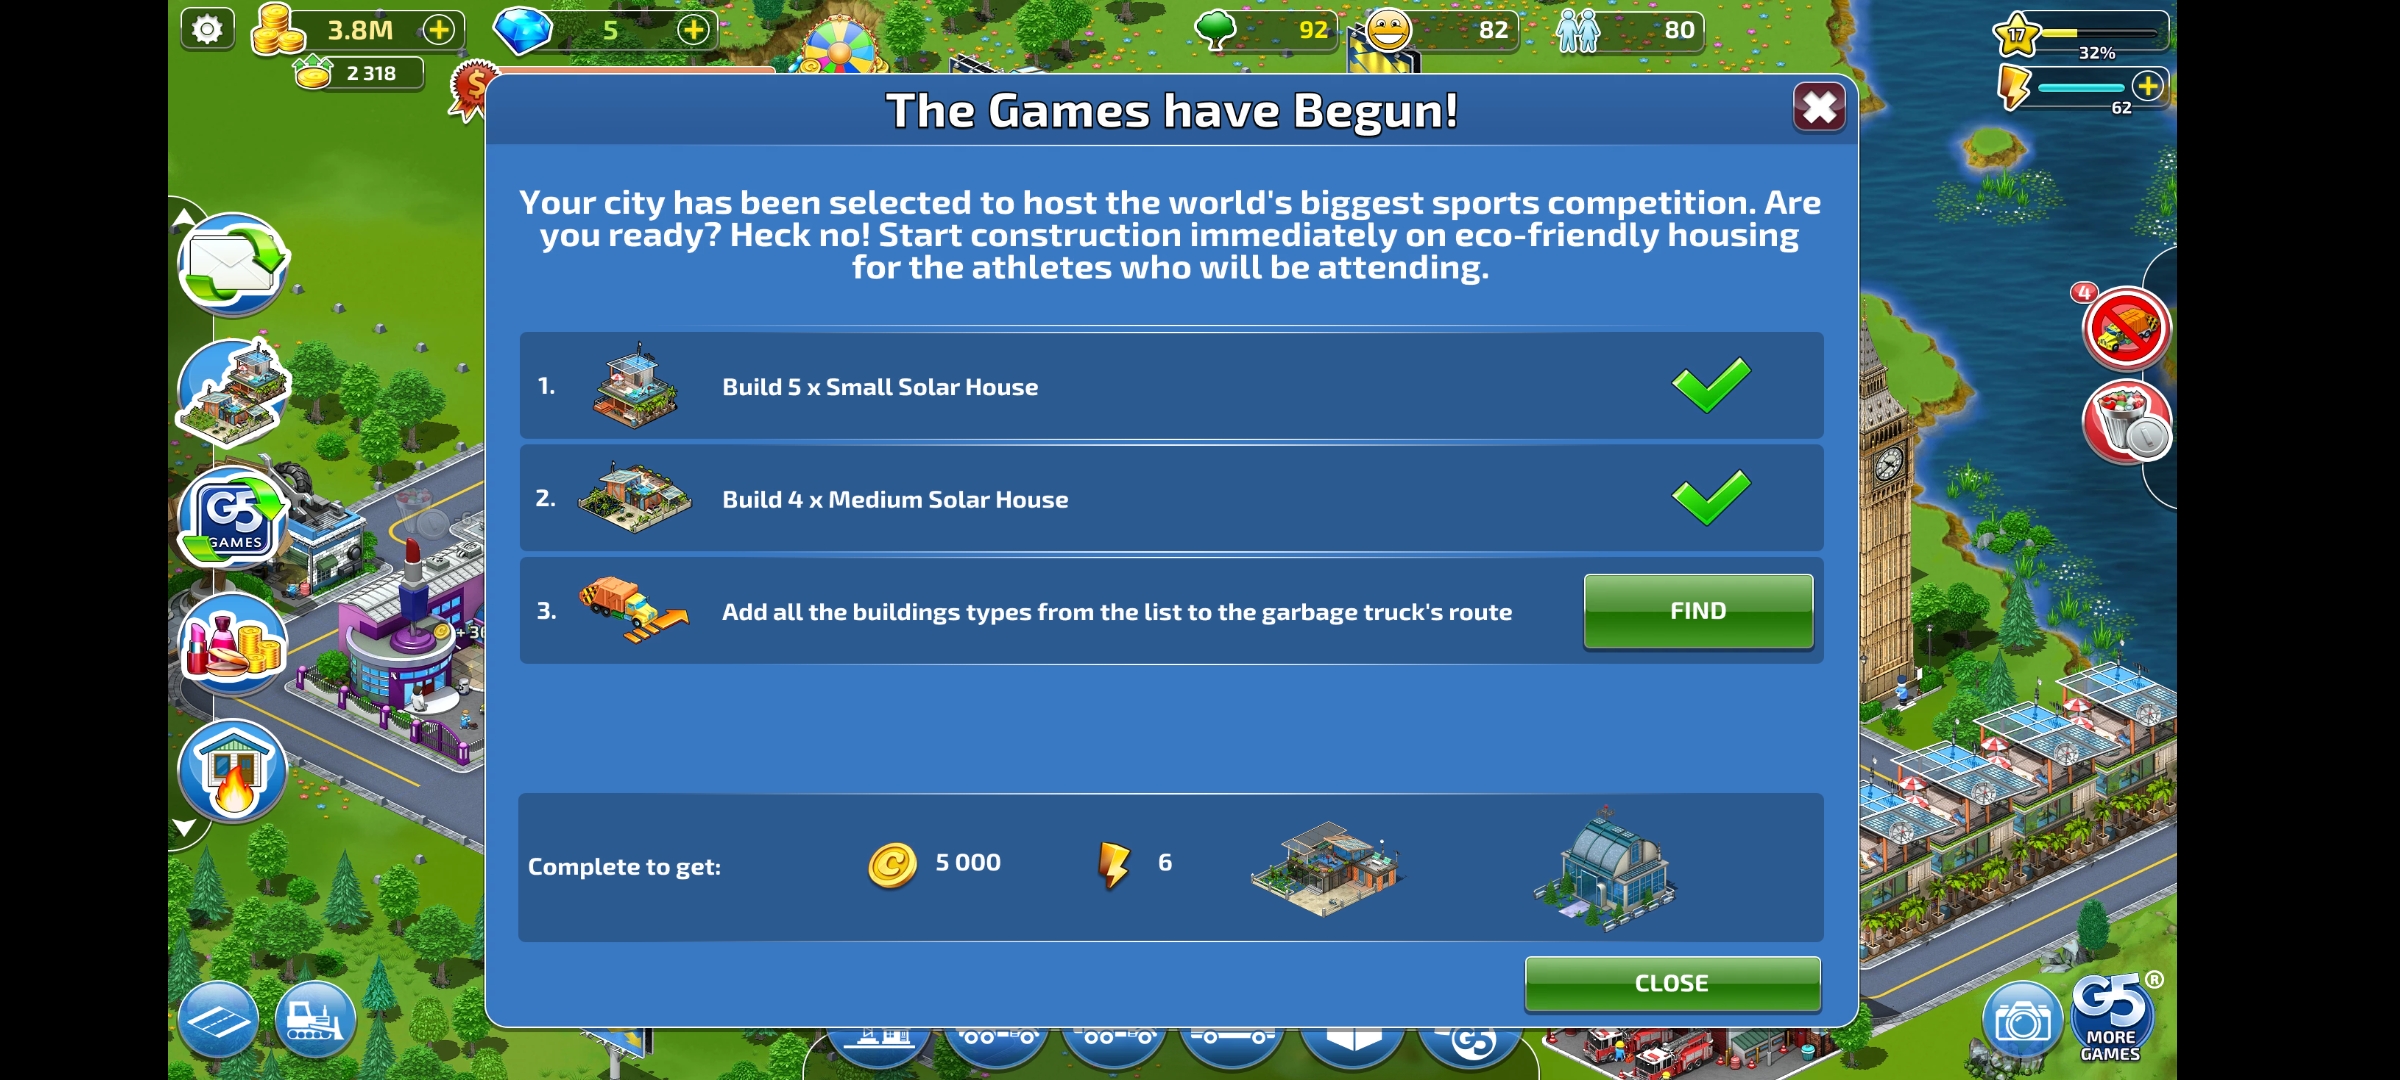 3.8M
5
92
82
80
17
32%
2 318
62
The Games have Begun!
Your city has been selected to host the world's biggest sports competition. Are
you ready? Heck no! Start construction immediately on eco-friendly housing
for the athletes who will be attending.
4
1. Build 5 x Small Solar House
2. Build 4 x Medium Solar House
G5
GAMES
3. Add all the buildings types from the list to the garbage truck's route FIND
Complete to get: 5 000 6
CLOSE
G5
G5 ®
MORE
GAMES